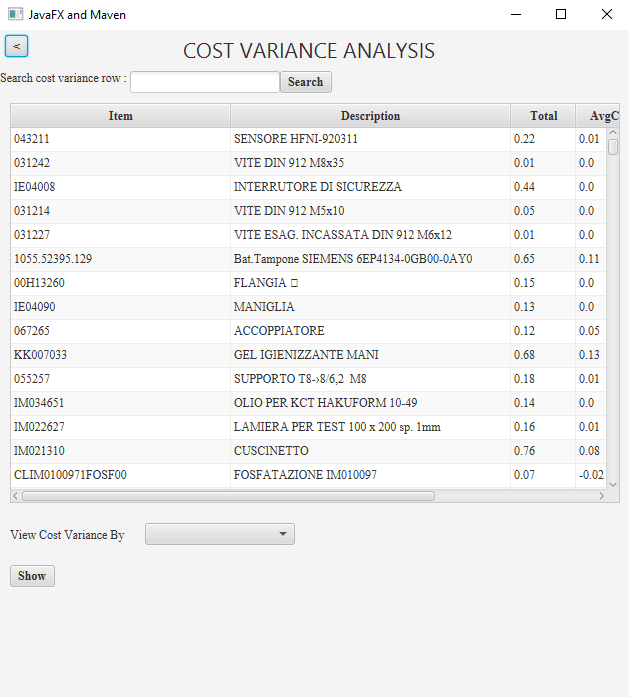 JavaFX and Maven
<
COST VARIANCE ANALYSIS
Search cost variance row : Search
Item Description Total AvgC
043211 SENSORE HFNI-920311 0.22 0.01
031242 VITE DIN 912 M8x35 0.01 0.0
IE04008 INTERRUTORE DI SICUREZZA 0.44 0.0
031214 VITE DIN 912 M5x10 0.05 0.0
031227 VITE ESAG. INCASSATA DIN 912 M6x12 0.01 0.0
1055.52395.129 Bat.Tampone SIEMENS 6EP4134-0GB00-0AY0 0.65 0.11
00H13260 FLANGIA 0.15 0.0
IE04090 MANIGLIA 0.13 0.0
067265 ACCOPPIATORE 0.12 0.05
KK007033 GEL IGIENIZZANTE MANI 0.68 0.13
055257 SUPPORTO T8->8/6,2 M8 0.18 0.01
IM034651 OLIO PER KCT HAKUFORM 10-49 0.14 0.0
IM022627 LAMIERA PER TEST 100 x 200 sp. 1mm 0.16 0.01
IM021310 CUSCINETTO 0.76 0.08
CLIM0100971FOSF00 FOSFATAZIONE IM010097 0.07 -0.02
View Cost Variance By
Show